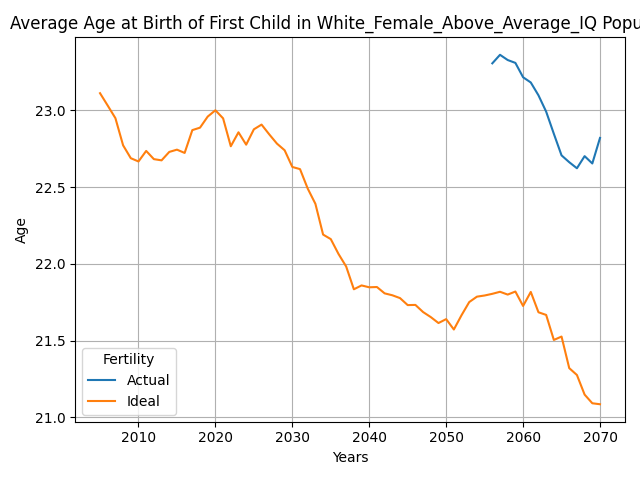 Average Age at Birth of First Child in White_Female_Above_Average_IQ Popu
23.0
22.5
22.0
21.5
21.0
Age
Fertility
Actual
Ideal
2010 2020 2030 2040 2050 2060 2070
Years